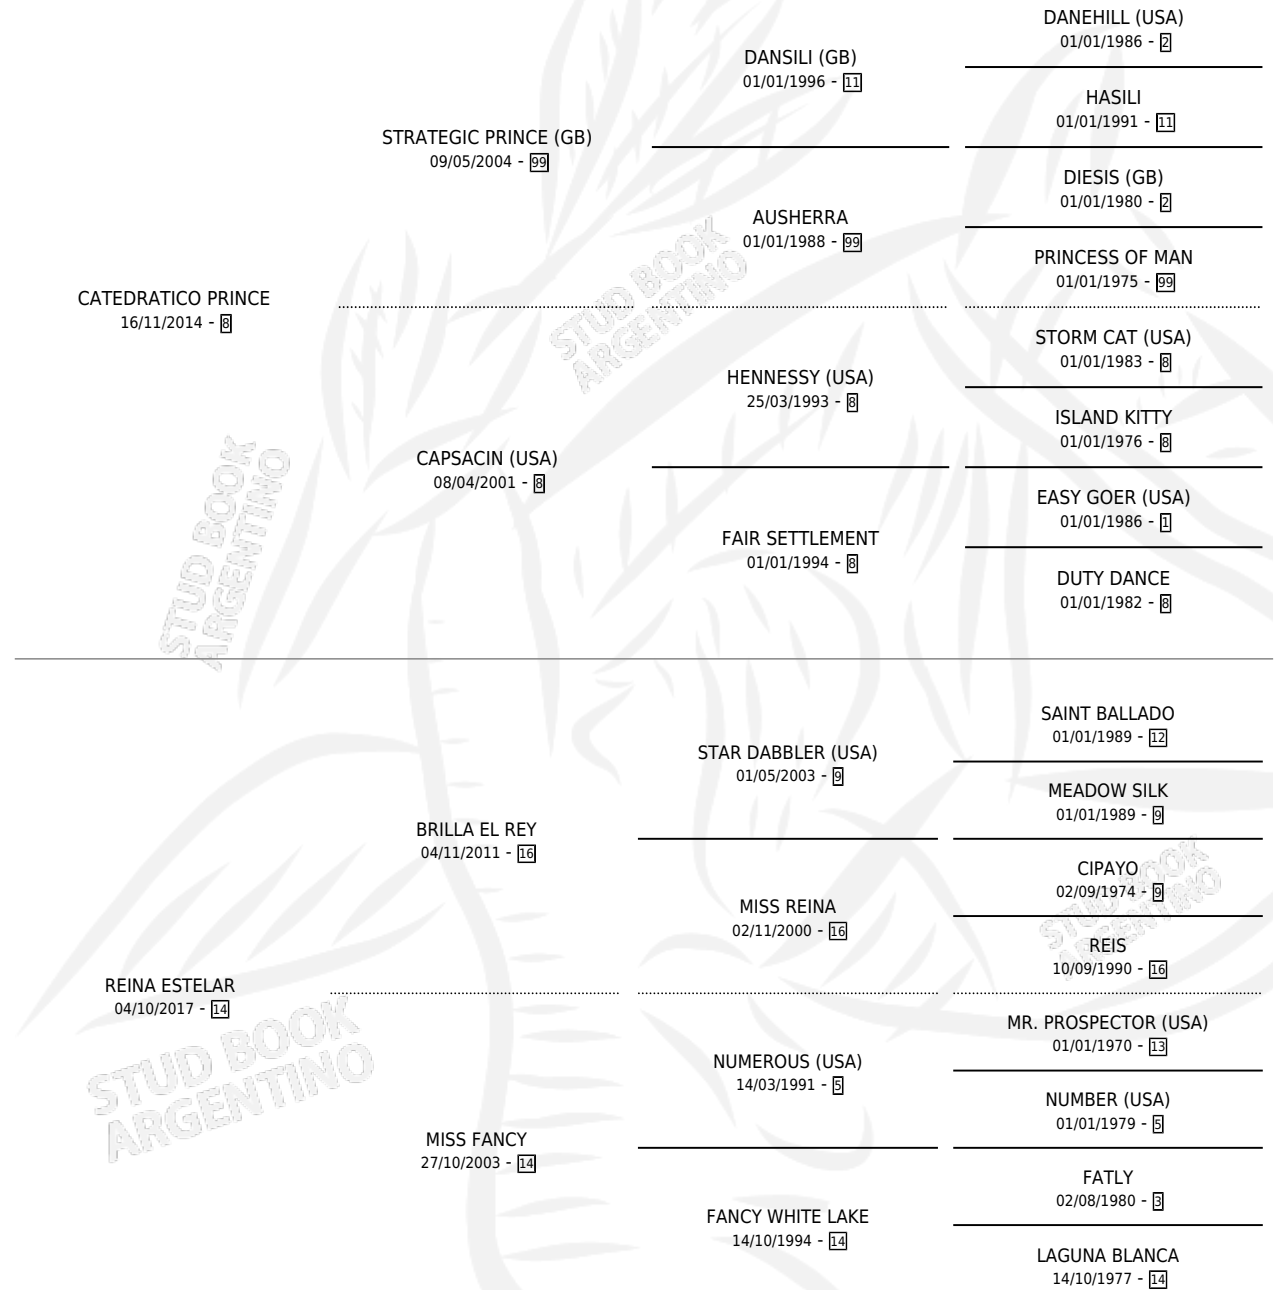 DANEHILL (USA)
01/01/1986 - 2
DANSILI (GB)
01/01/1996 - 11
HASILI
01/01/1991 - 11
STRATEGIC PRINCE (GB)
09/05/2004 - 99
DIESIS (GB)
01/01/1980 - 2
AUSHERRA
01/01/1988 - 99
PRINCESS OF MAN
01/01/1975 - 99
CATEDRATICO PRINCE
16/11/2014 - 8
STUD BOOK
ARGENTINO
STORM CAT (USA)
01/01/1983 - 8
HENNESSY (USA)
25/03/1993 - 8
ISLAND KITTY
01/01/1976 - 8
CAPSACIN (USA)
08/04/2001 - 8
EASY GOER (USA)
01/01/1986 - 1
FAIR SETTLEMENT
01/01/1994 - 8
DUTY DANCE
01/01/1982 - 8
STUD BOOK
ARGENTINO
SAINT BALLADO
01/01/1989 - 12
STAR DABBLER (USA)
01/05/2003 - 9
MEADOW SILK
01/01/1989 - 9
BRILLA EL REY
04/11/2011 - 16
CIPAYO
02/09/1974 - 9
STUD BOOK
ARGENTINO
MISS REINA
02/11/2000 - 16
REIS
10/09/1990 - 16
REINA ESTELAR
04/10/2017 - 14
STUD BOOK
ARGENTINO
MR. PROSPECTOR (USA)
01/01/1970 - 13
NUMEROUS (USA)
14/03/1991 - 5
NUMBER (USA)
01/01/1979 - 5
MISS FANCY
27/10/2003 - 14
FATLY
02/08/1980 - 3
FANCY WHITE LAKE
14/10/1994 - 14
LAGUNA BLANCA
14/10/1977 - 14